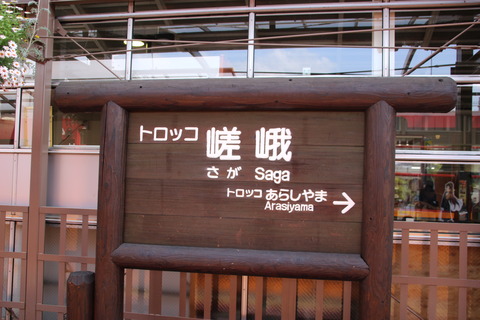 トロッコ 嵯峨
さが Saga
トロッコ あらしやま →
Arasiyama